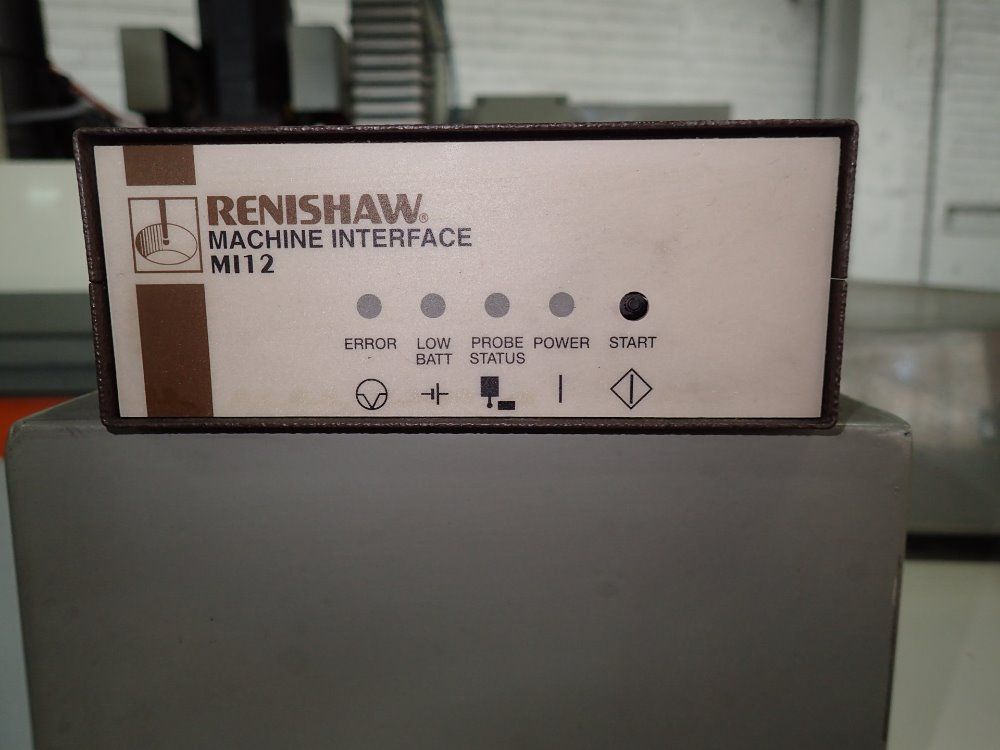 RENISHAW®
MACHINE INTERFACE
MI12
ERROR LOW BATT PROBE STATUS POWER START